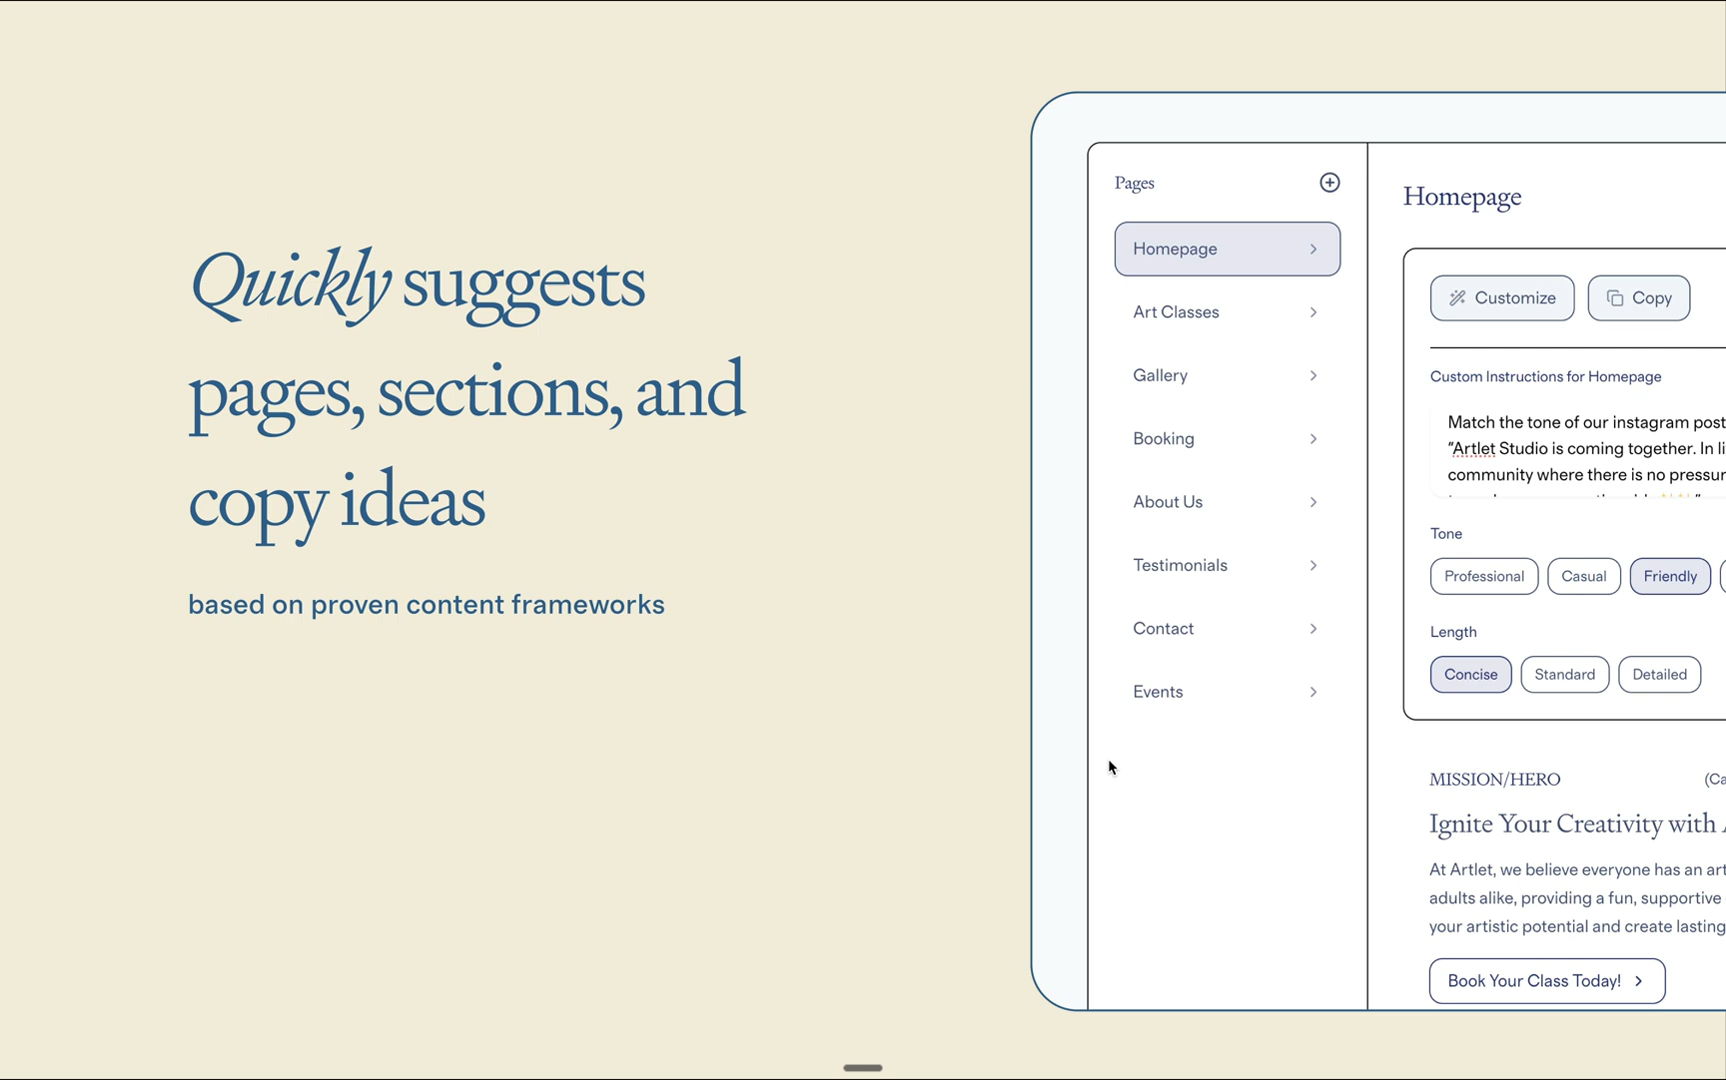 Quickly suggests
pages, sections, and
copy ideas
based on proven content frameworks
Pages
Homepage
Art Classes
Gallery
Booking
About Us
Testimonials
Contact
Events
Homepage
Customize
Copy
Custom Instructions for Homepage
Match the tone of our instagram post
“Artlet Studio is coming together. In li
community where there is no pressur
Tone
Professional
Casual
Friendly
Length
Concise
Standard
Detailed
MISSION/HERO
(Ca
Ignite Your Creativity with
At Artlet, we believe everyone has an art
adults alike, providing a fun, supportive
your artistic potential and create lasting
Book Your Class Today!